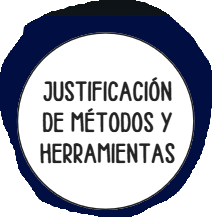 JUSTIFICACIÓN
DE MÉTODOS Y
HERRAMIENTAS